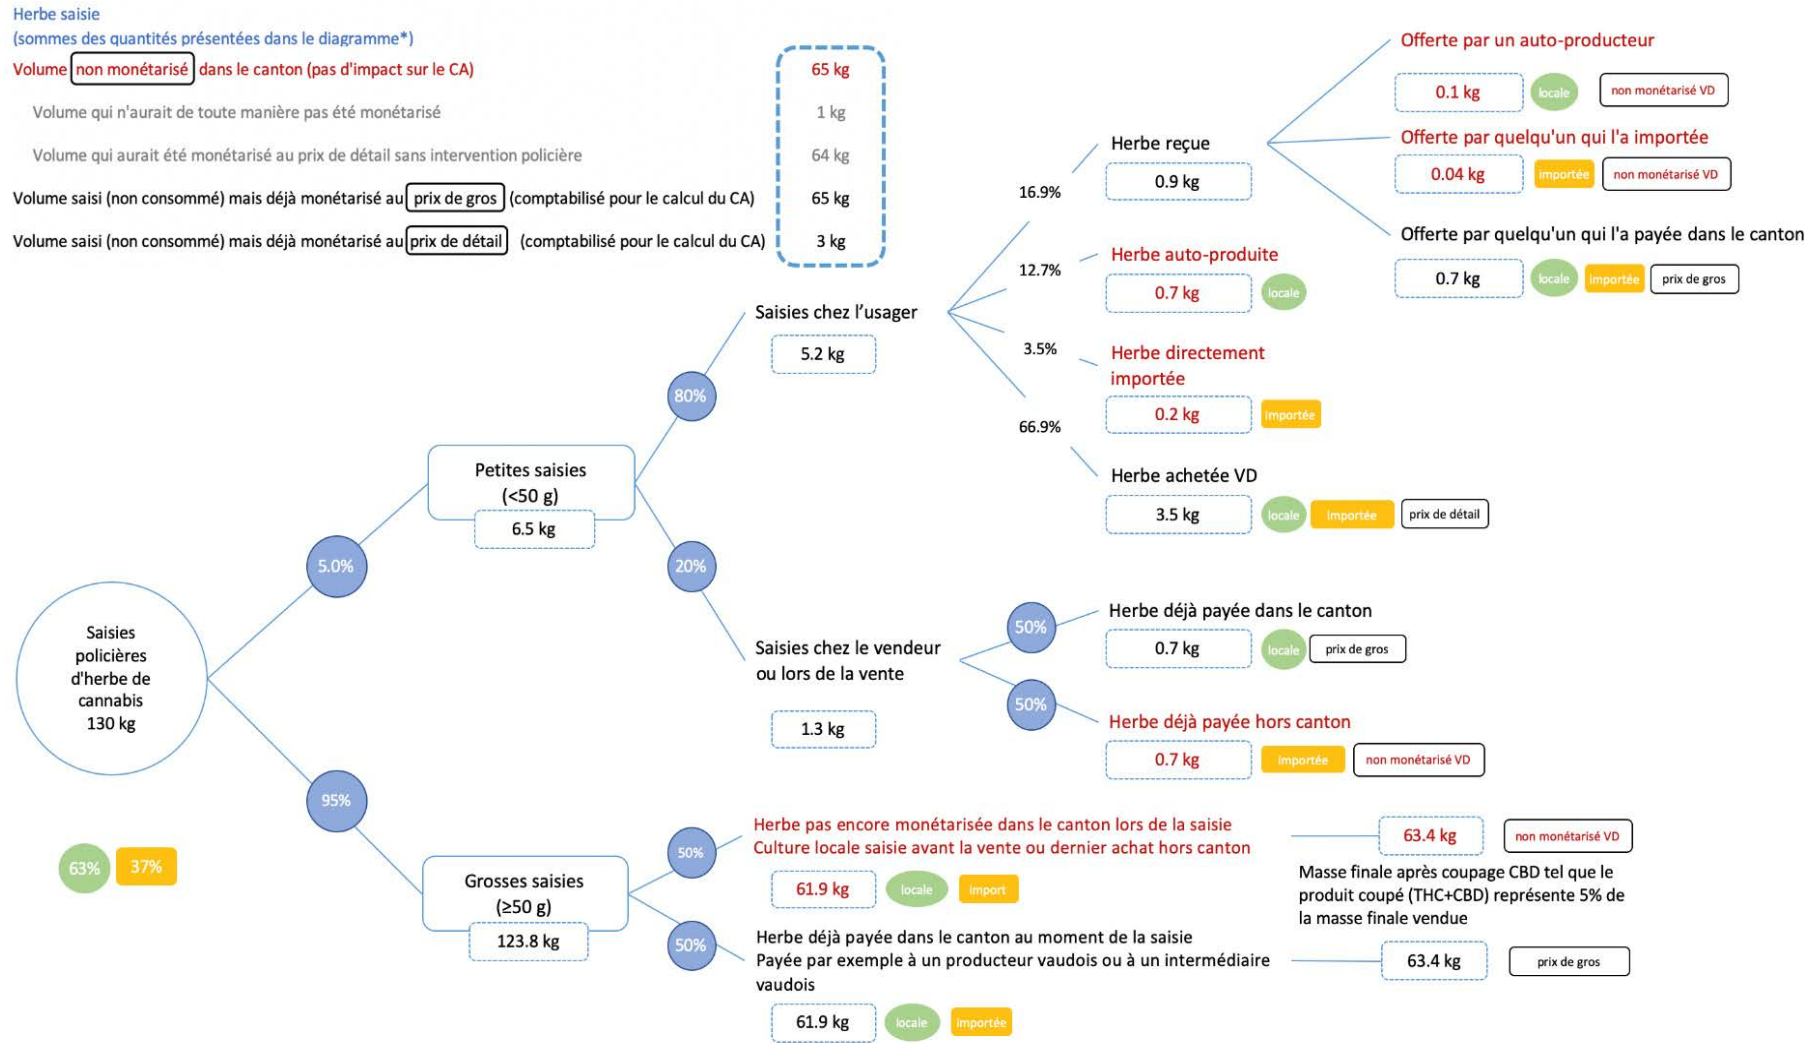 Herbe saisie
(sommes des quantités présentées dans le diagramme*)
Volume non monétarisé dans le canton (pas d'impact sur le CA) 65 kg
Volume qui n'aurait de toute manière pas été monétarisé 1 kg
Volume qui aurait été monétarisé au prix de détail sans intervention policière 64 kg
Volume saisi (non consommé) mais déjà monétarisé au prix de gros (comptabilisé pour le calcul du CA) 65 kg
Volume saisi (non consommé) mais déjà monétarisé au prix de détail (comptabilisé pour le calcul du CA) 3 kg
Saisies
policières
d'herbe de
cannabis
130 kg
63% 37%
5.0%
95%
Petites saisies
(<50 g)
6.5 kg
80%
20%
Saisies chez l'usager
5.2 kg
16.9%
12.7%
3.5%
66.9%
Herbe reçue
0.9 kg
Offerte par un auto-producteur
0.1 kg locale non monétarisé VD
Offerte par quelqu'un qui l'a importée
0.04 kg importée non monétarisé VD
Offerte par quelqu'un qui l'a payée dans le canton
0.7 kg locale importée prix de gros
Herbe auto-produite
0.7 kg locale
Herbe directement
importée
0.2 kg importée
Herbe achetée VD
3.5 kg locale importée prix de détail
Saisies chez le vendeur
ou lors de la vente
1.3 kg
50%
Herbe déjà payée dans le canton
0.7 kg locale prix de gros
50%
Herbe déjà payée hors canton
0.7 kg importée non monétarisé VD
Grosses saisies
(≥50 g)
123.8 kg
50%
Herbe pas encore monétarisée dans le canton lors de la saisie
Culture locale saisie avant la vente ou dernier achat hors canton
61.9 kg locale import
63.4 kg non monétarisé VD
Masse finale après coupage CBD tel que le
produit coupé (THC+CBD) représente 5% de
la masse finale vendue
50%
Herbe déjà payée dans le canton au moment de la saisie
Payée par exemple à un producteur vaudois ou à un intermédiaire
vaudois
61.9 kg locale importée
63.4 kg prix de gros